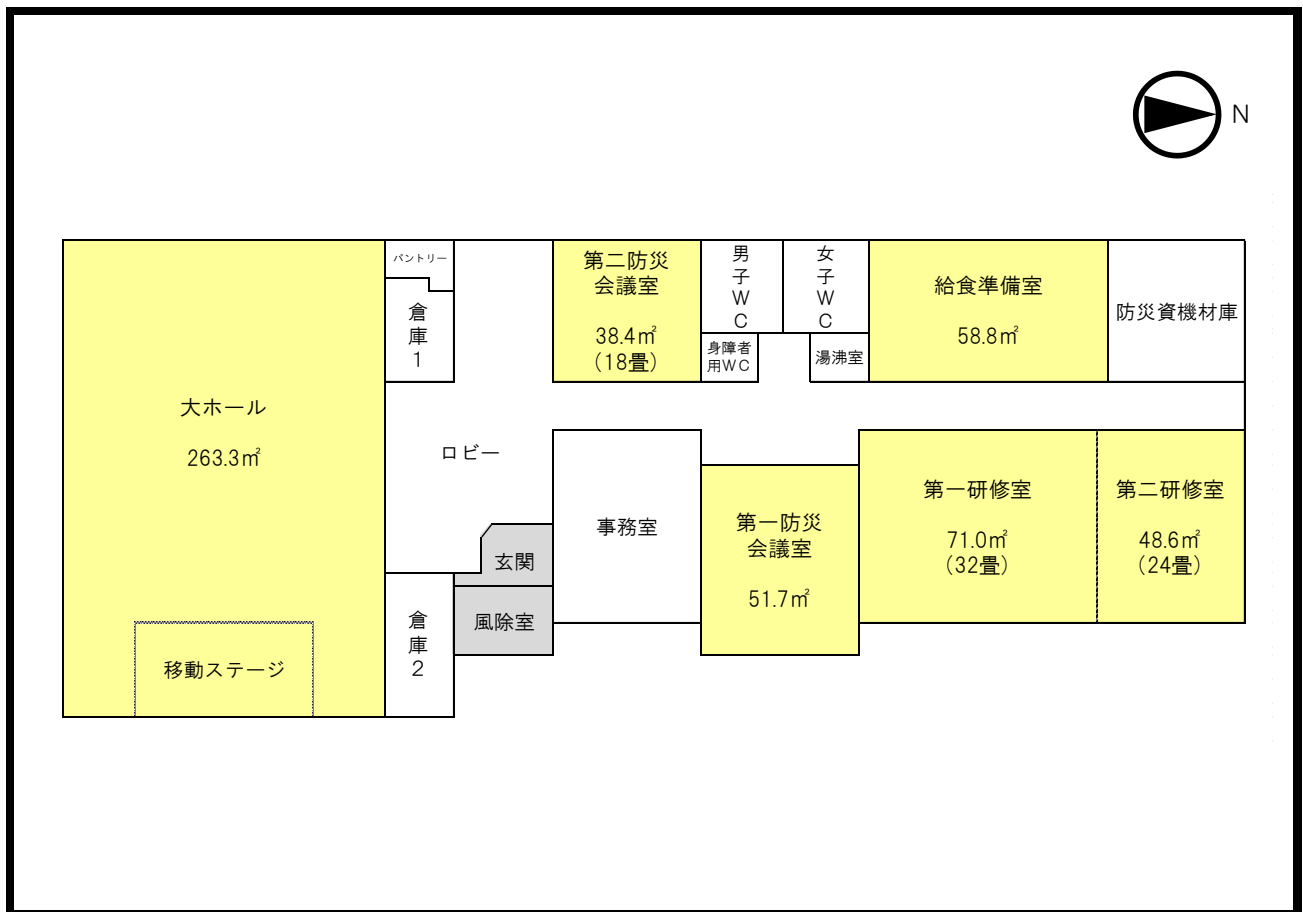 N
パントリー
倉
庫
1
大ホール
263.3㎡
移動ステージ
ロビー
玄関
風除室
倉
庫
2
第二防災
会議室
38.4㎡
（18畳）
男
子
W
C
女
子
W
C
身障者
用WC
湯沸室
給食準備室
58.8㎡
防災資機材庫
事務室
第一防災
会議室
51.7㎡
第一研修室
71.0㎡
（32畳）
第二研修室
48.6㎡
（24畳）